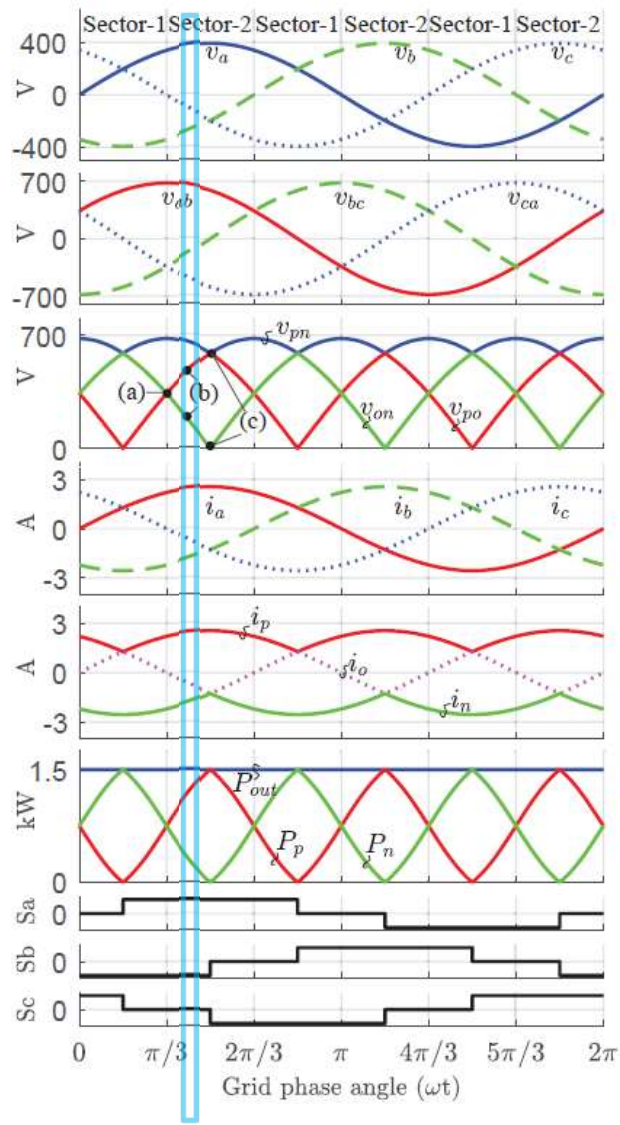 Sector-1 Sector-2 Sector-1 Sector-2 Sector-1 Sector-2
400
0
-400
V
v_a
v_b
v_c
700
0
-700
V
v_ab
v_bc
v_ca
700
0
V
v_pn
(a)
(b)
(c)
v_on
v_po
3
0
-3
A
i_a
i_b
i_c
3
0
-3
A
i_p
i_o
i_n
1.5
0
kW
P_out
P_p
P_n
Sa
0
Sb
0
Sc
0
0 π/3 2π/3 π 4π/3 5π/3 2π
Grid phase angle (ωt)